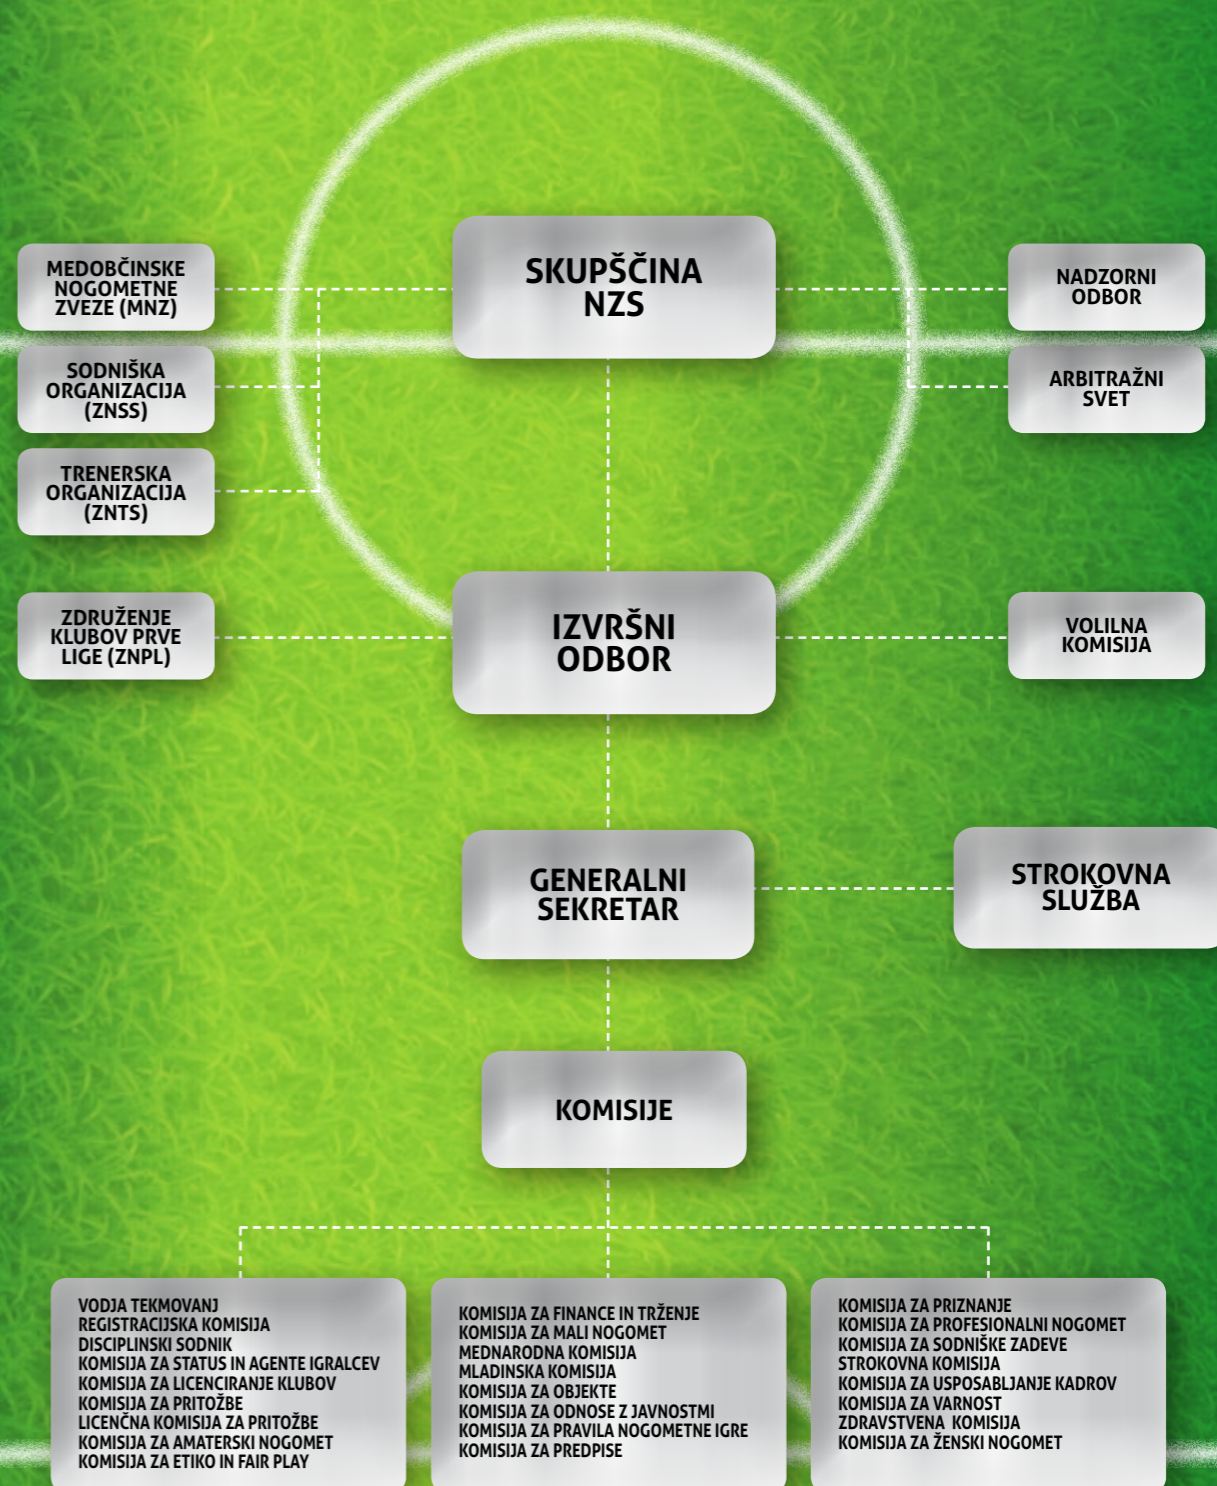 SKUPŠČINA
NZS
MEDOBČINSKE
NOGOMETNE
ZVEZE (MNZ)
NADZORNI
ODBOR
SODNIŠKA
ORGANIZACIJA
(ZNSS)
ARBITRAŽNI
SVET
TRENERSKA
ORGANIZACIJA
(ZNTS)
ZDRUŽENJE
KLUBOV PRVE
LIGE (ZNPL)
IZVRŠNI
ODBOR
VOLILNA
KOMISIJA
GENERALNI
SEKRETAR
STROKOVNA
SLUŽBA
KOMISIJE
VODJA TEKMOVANJ
REGISTRACIJSKA KOMISIJA
DISCIPLINSKI SODNIK
KOMISIJA ZA STATUS IN AGENTE IGRALCEV
KOMISIJA ZA LICENCIRANJE KLUBOV
KOMISIJA ZA PRITOŽBE
LICENČNA KOMISIJA ZA PRITOŽBE
KOMISIJA ZA AMATERSKI NOGOMET
KOMISIJA ZA ETIKO IN FAIR PLAY
KOMISIJA ZA FINANCE IN TRŽENJE
KOMISIJA ZA MALI NOGOMET
MEDNARODNA KOMISIJA
MLADINSKA KOMISIJA
KOMISIJA ZA OBJEKTE
KOMISIJA ZA ODNOSE Z JAVNOSTMI
KOMISIJA ZA PRAVILA NOGOMETNE IGRE
KOMISIJA ZA PREDPISE
KOMISIJA ZA PRIZNANJE
KOMISIJA ZA PROFESIONALNI NOGOMET
KOMISIJA ZA SODNIŠKE ZADEVE
STROKOVNA KOMISIJA
KOMISIJA ZA USPOSABLJANJE KADROV
KOMISIJA ZA VARNOST
ZDRAVSTVENA KOMISIJA
KOMISIJA ZA ŽENSKI NOGOMET